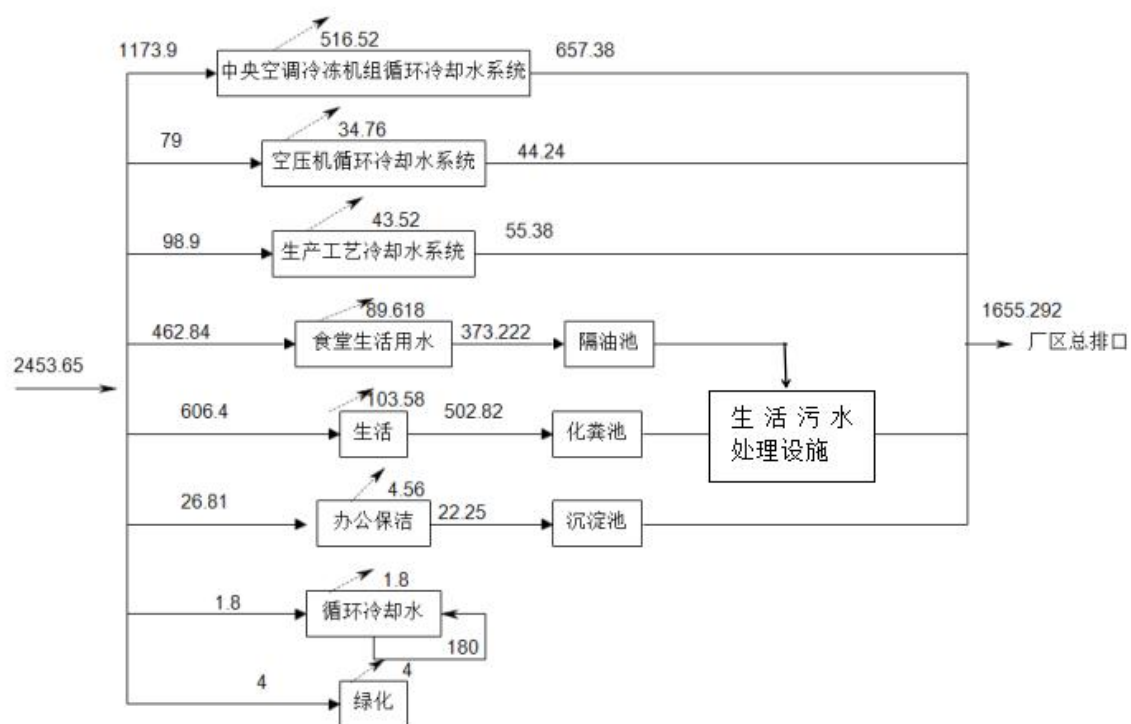 516.52
1173.9
657.38
中央空调冷冻机组循环冷却水系统
34.76
79
44.24
空压机循环冷却水系统
43.52
98.9
55.38
生产工艺冷却水系统
89.618
462.84
373.222
食堂生活用水
隔油池
1655.292
厂区总排口
2453.65
103.58
606.4
502.82
生活
化粪池
生活污水
处理设施
4.56
26.81
22.25
办公保洁
沉淀池
1.8
1.8
循环冷却水
180
4
4
绿化